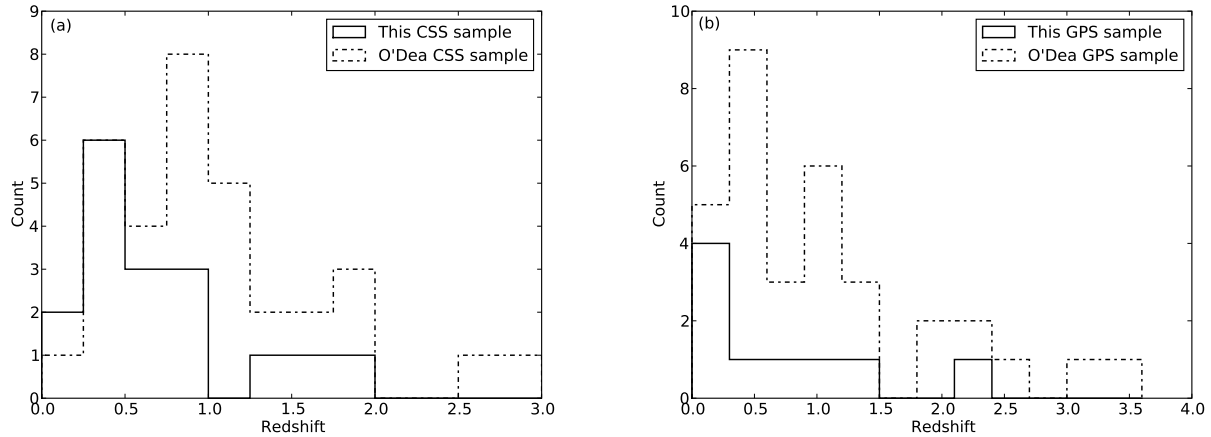 (a)
This CSS sample
O'Dea CSS sample
Count
9
8
7
6
5
4
3
2
1
0
0.0 0.5 1.0 1.5 2.0 2.5 3.0
Redshift
(b)
This GPS sample
O'Dea GPS sample
Count
10
8
6
4
2
0
0.0 0.5 1.0 1.5 2.0 2.5 3.0 3.5 4.0
Redshift